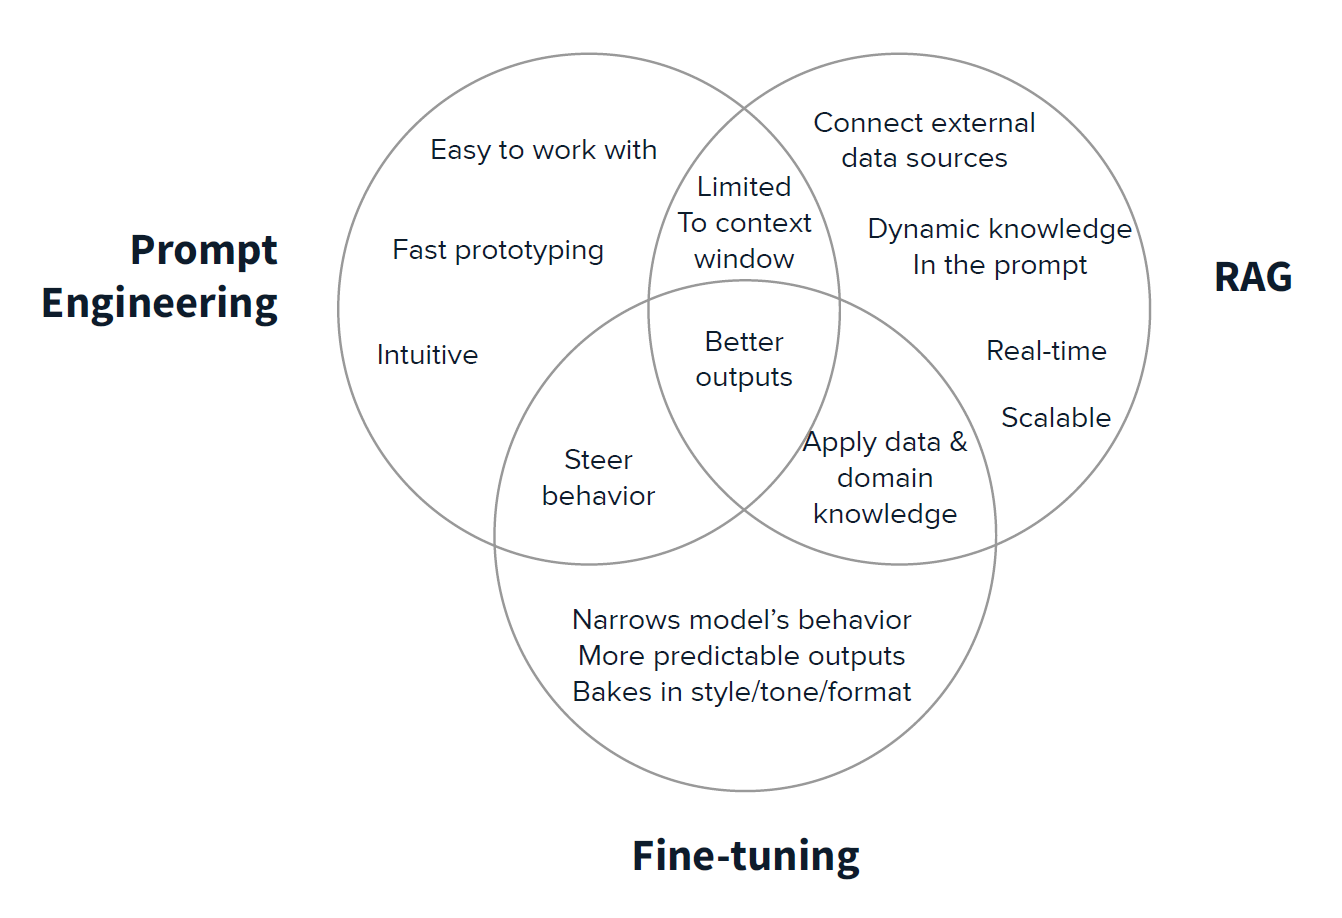 Prompt
Engineering
Easy to work with
Fast prototyping
Intuitive
Limited
To context
window
Connect external
data sources
Dynamic knowledge
In the prompt
Real-time
Scalable
RAG
Better
outputs
Steer
behavior
Apply data &
domain
knowledge
Narrows model’s behavior
More predictable outputs
Bakes in style/tone/format
Fine-tuning